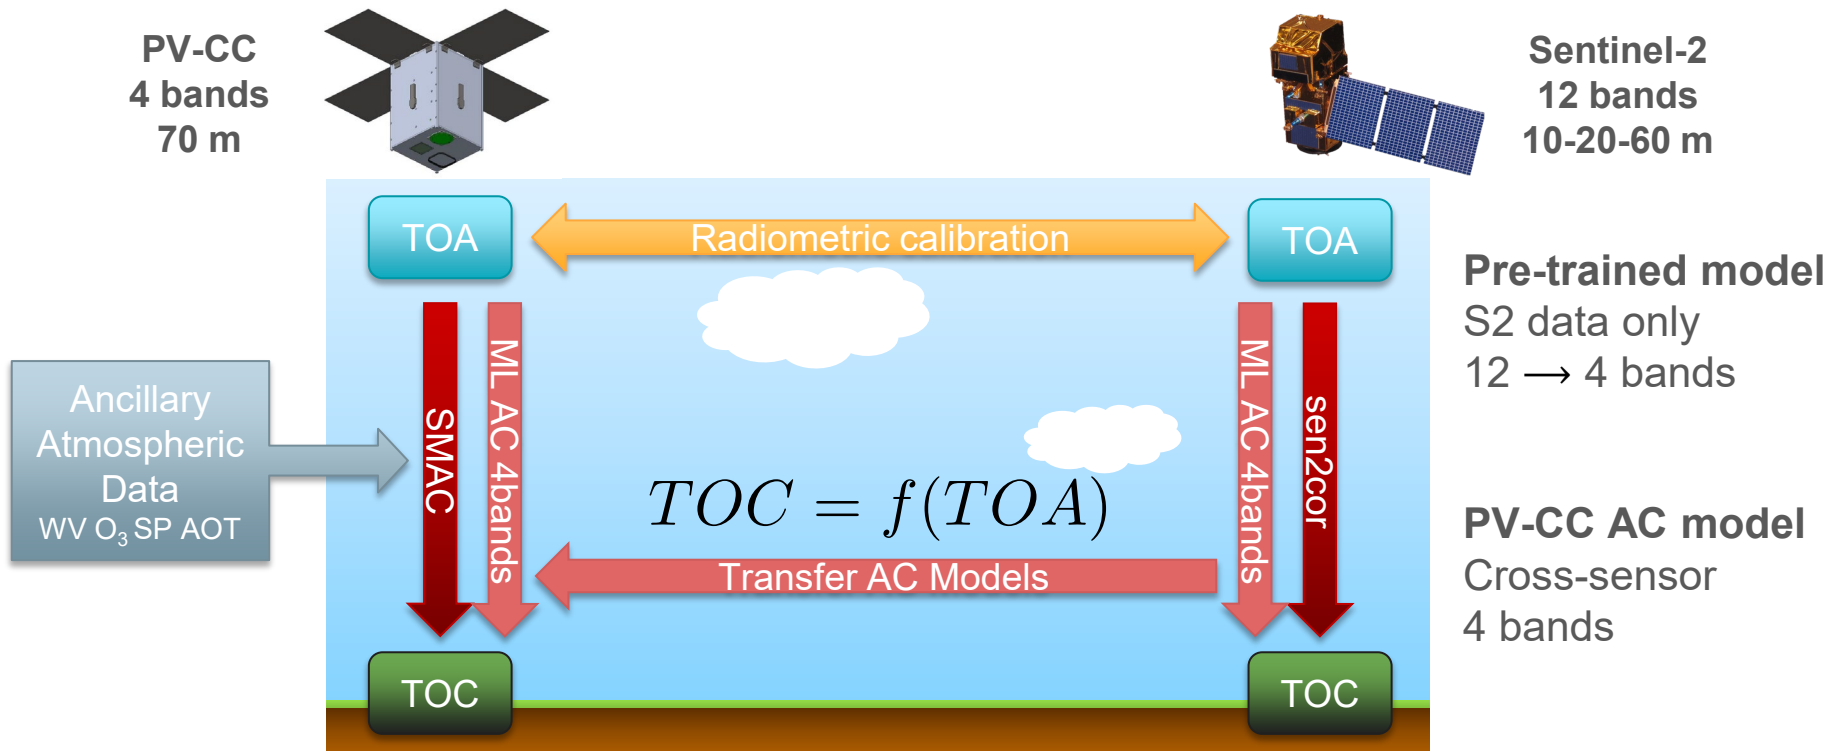 PV-CC
4 bands
70 m
Sentinel-2
12 bands
10-20-60 m
TOA
Radiometric calibration
TOA
Pre-trained model
S2 data only
12 ⟶ 4 bands
Ancillary
Atmospheric
Data
WV O₃ SP AOT
SMAC
ML AC 4bands
TOC = f(TOA)
Transfer AC Models
ML AC 4bands
sen2cor
PV-CC AC model
Cross-sensor
4 bands
TOC
TOC